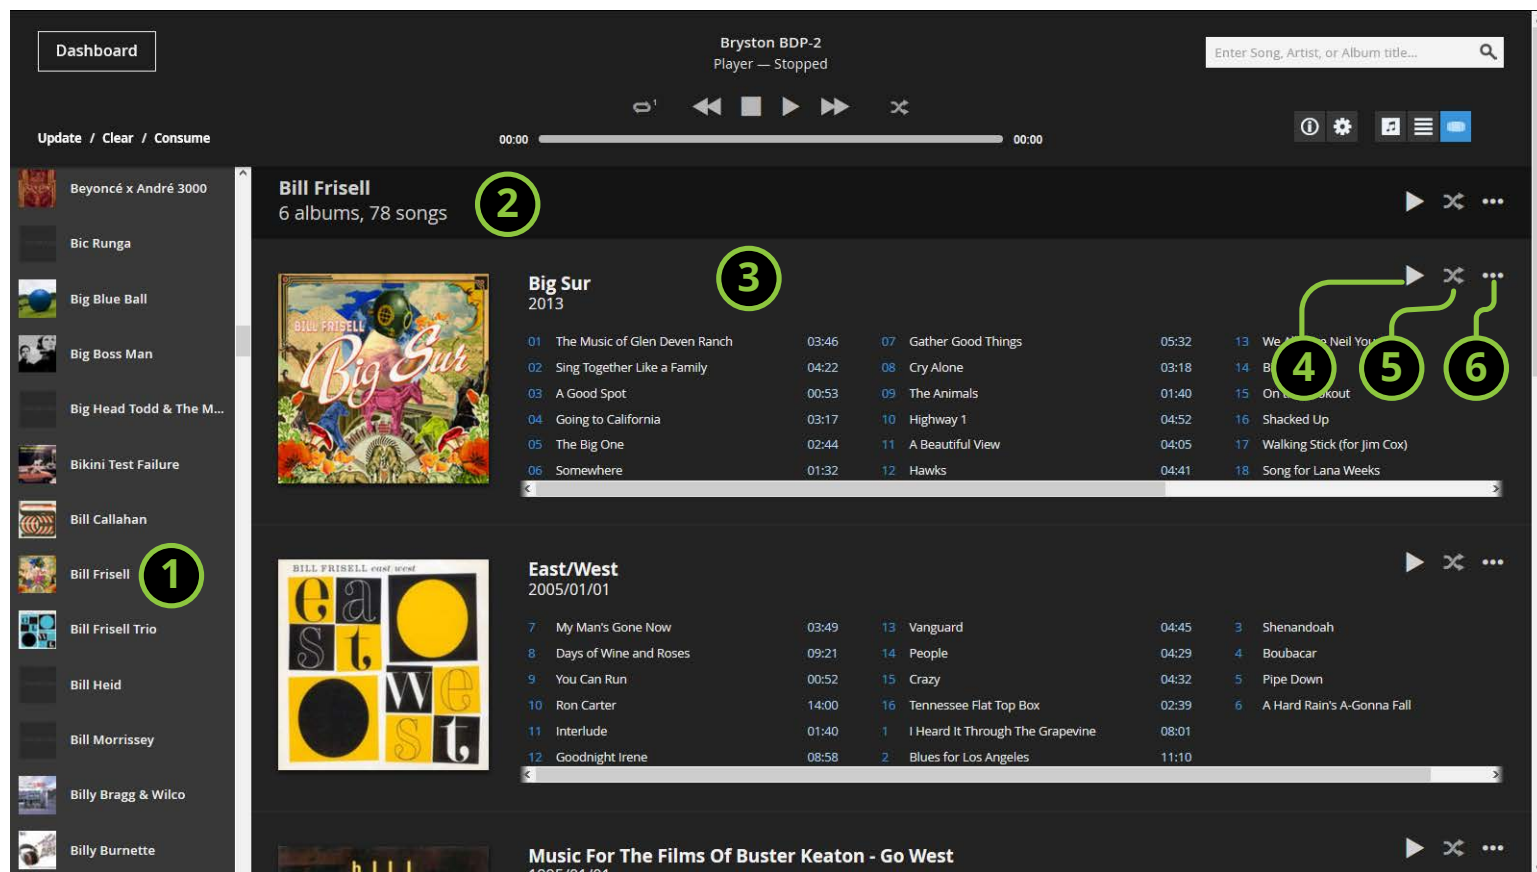 Dashboard
Bryston BDP-2
Player — Stopped
Enter Song, Artist, or Album title...
1
Update / Clear / Consume
00:00
00:00
Beyoncé x André 3000
Bic Runga
Big Blue Ball
Big Boss Man
Big Head Todd & The M...
Bikini Test Failure
Bill Callahan
Bill Frisell
1
Bill Frisell Trio
Bill Heid
Bill Morrissey
Billy Bragg & Wilco
Billy Burnette
Bill Frisell
6 albums, 78 songs
2
BILL FRISELL
Big Sur
Big Sur
2013
3
4
5
6
01 The Music of Glen Deven Ranch 03:46
02 Sing Together Like a Family 04:22
03 A Good Spot 00:53
04 Going to California 03:17
05 The Big One 02:44
06 Somewhere 01:32
07 Gather Good Things 05:32
08 Cry Alone 03:18
09 The Animals 01:40
10 Highway 1 04:52
11 A Beautiful View 04:05
12 Hawks 04:41
13 Neil
14
15 On
16 Shacked Up
17 Walking Stick (for Jim Cox)
18 Song for Lana Weeks
BILL FRISELL east west
ea
st
W e
st
East/West
2005/01/01
7 My Man's Gone Now 03:49
8 Days of Wine and Roses 09:21
9 You Can Run 00:52
10 Ron Carter 14:00
11 Interlude 01:40
12 Goodnight Irene 08:58
13 Vanguard 04:45
14 People 04:29
15 Crazy 04:32
16 Tennessee Flat Top Box 02:39
1 I Heard It Through The Grapevine 08:01
2 Blues for Los Angeles 11:10
3 Shenandoah
4 Boubacar
5 Pipe Down
6 A Hard Rain's A-Gonna Fall
bill
Music For The Films Of Buster Keaton - Go West